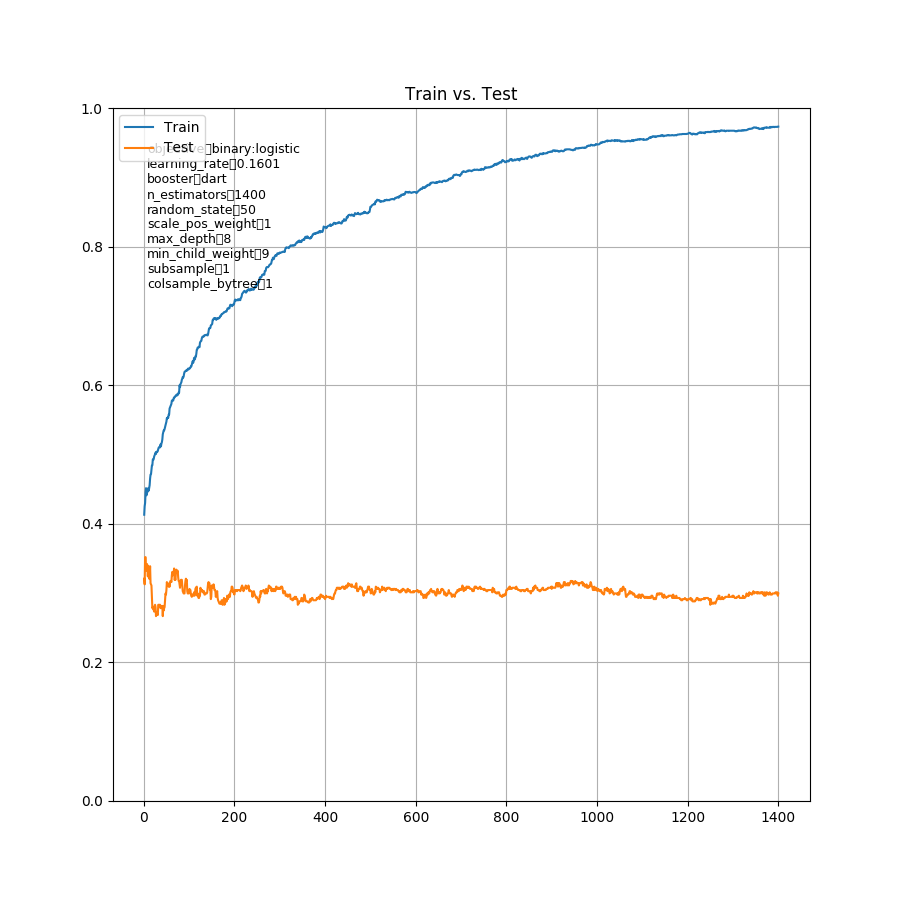 Train vs. Test
1.0
Train
Test
binary:logistic
learning_rate▯0.1601
booster▯dart
n_estimators▯1400
random_state▯50
scale_pos_weight▯1
max_depth▯8
min_child_weight▯9
subsample▯1
colsample_bytree▯1
0.8
0.6
0.4
0.2
0.0
0 200 400 600 800 1000 1200 1400